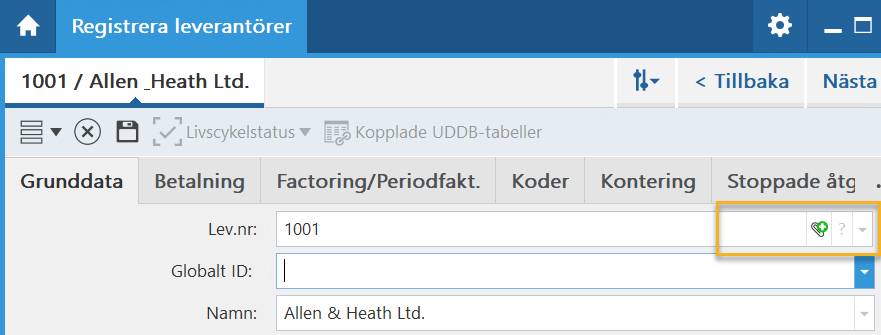 Registrera leverantörer
1001 / Allen _Heath Ltd.
< Tillbaka
Nästa
Livscykelstatus
Kopplade UDDB-tabeller
Grunddata
Betalning
Factoring/Periodfakt.
Koder
Kontering
Stoppade åtg
Lev.nr: 1001 ?
Globalt ID:
Namn: Allen & Heath Ltd.